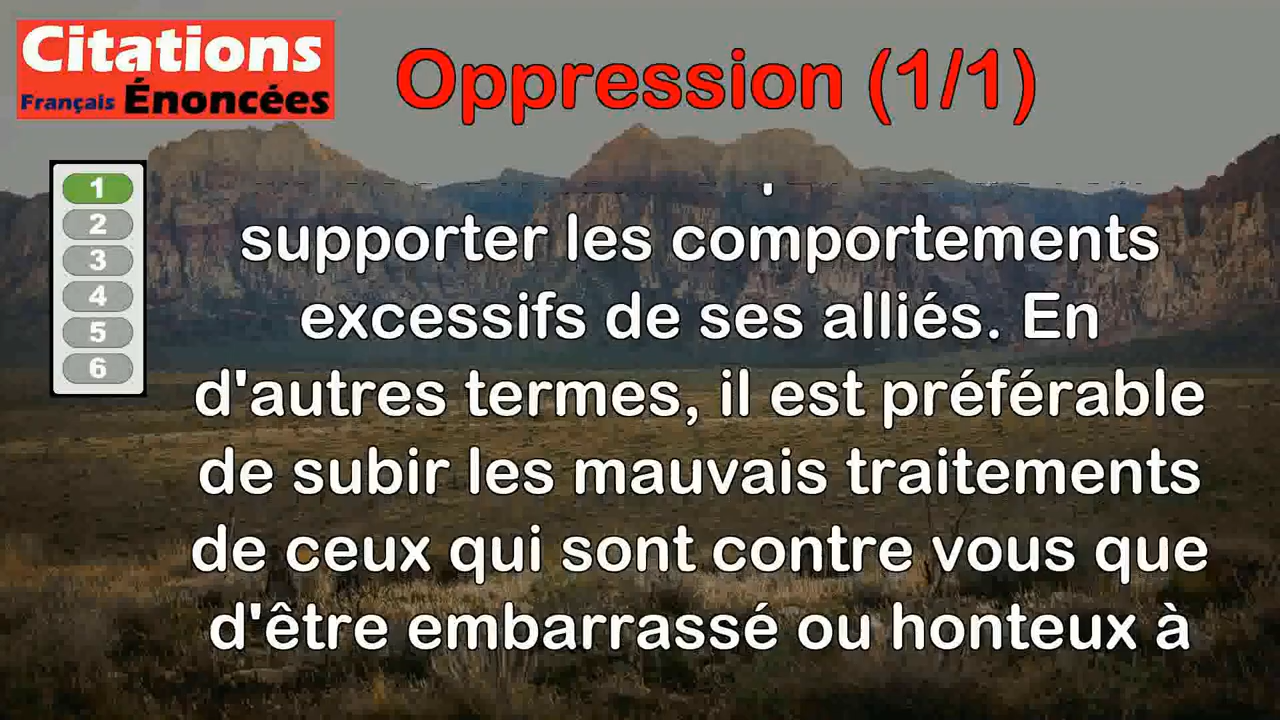 Citations
Français Énoncées
Oppression (1/1)
1
2
3
4
5
6
supporter les comportements
excessifs de ses alliés. En
d'autres termes, il est préférable
de subir les mauvais traitements
de ceux qui sont contre vous que
d'être embarrassé ou honteux à